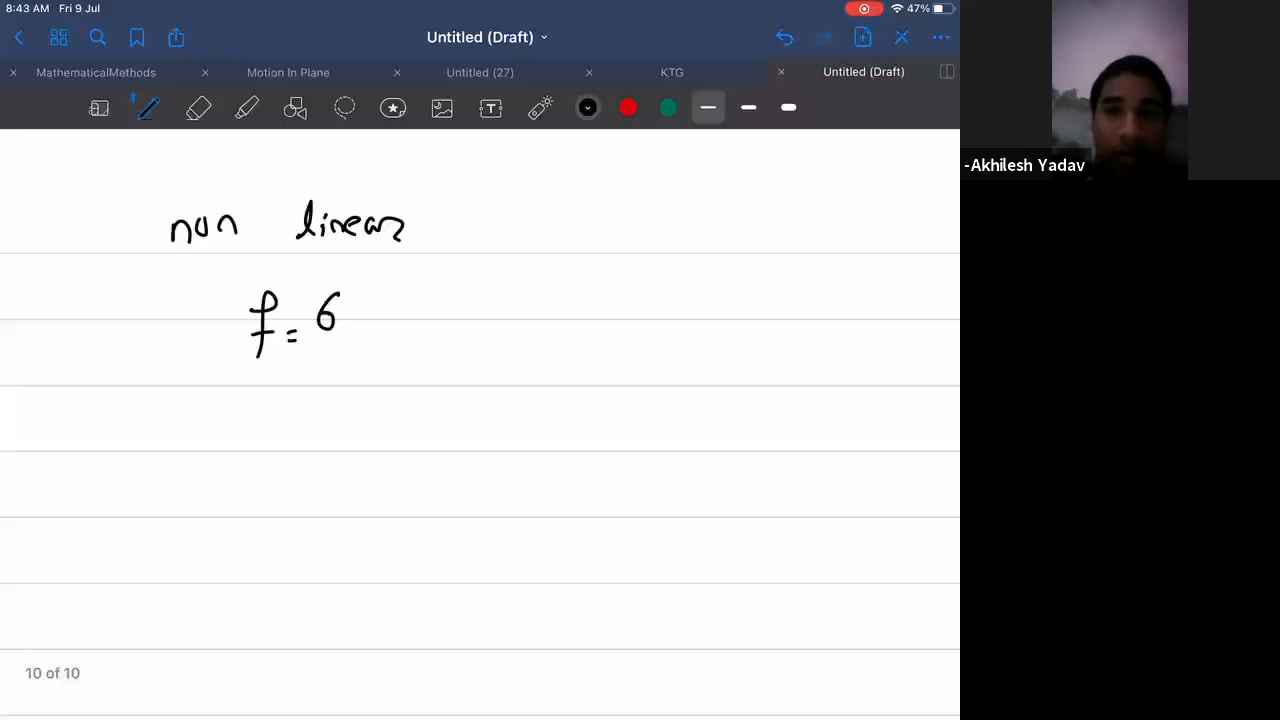 8:43 AM Fri 9 Jul
47%
Untitled (Draft)
MathematicalMethods
Motion In Plane
Untitled (27)
KTG
Untitled (Draft)
T
-Akhilesh Yadav
non linear
f = 6
10 of 10